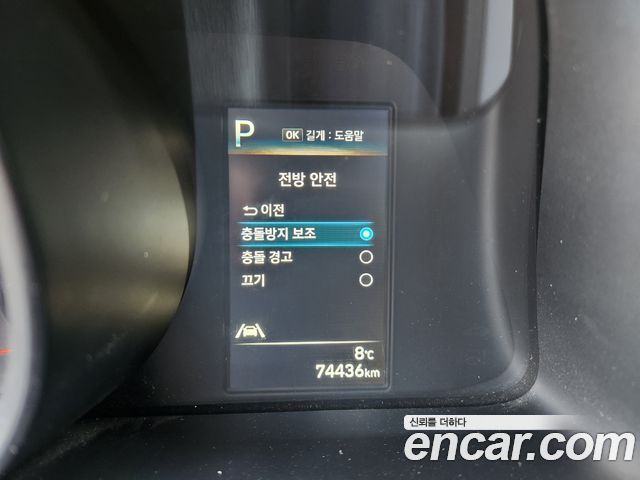 P
OK 길게 : 도움말
전방 안전
이전
충돌방지 보조
충돌 경고
끄기
8℃
74436km
신뢰를 더하다
encar.com